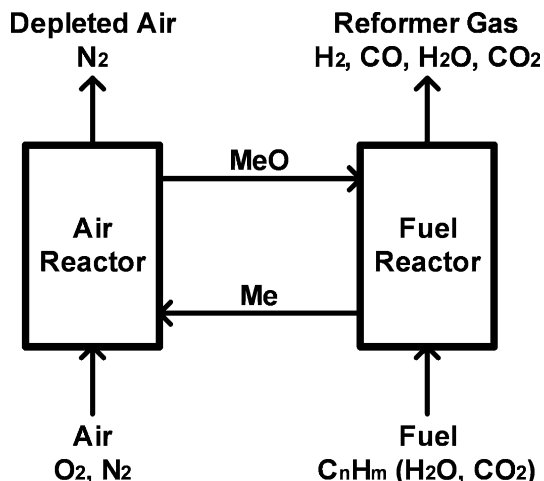 Depleted Air
N2
Reformer Gas
H2, CO, H2O, CO2
MeO
Air
Reactor
Fuel
Reactor
Me
Air
O2, N2
Fuel
CnHm (H2O, CO2)